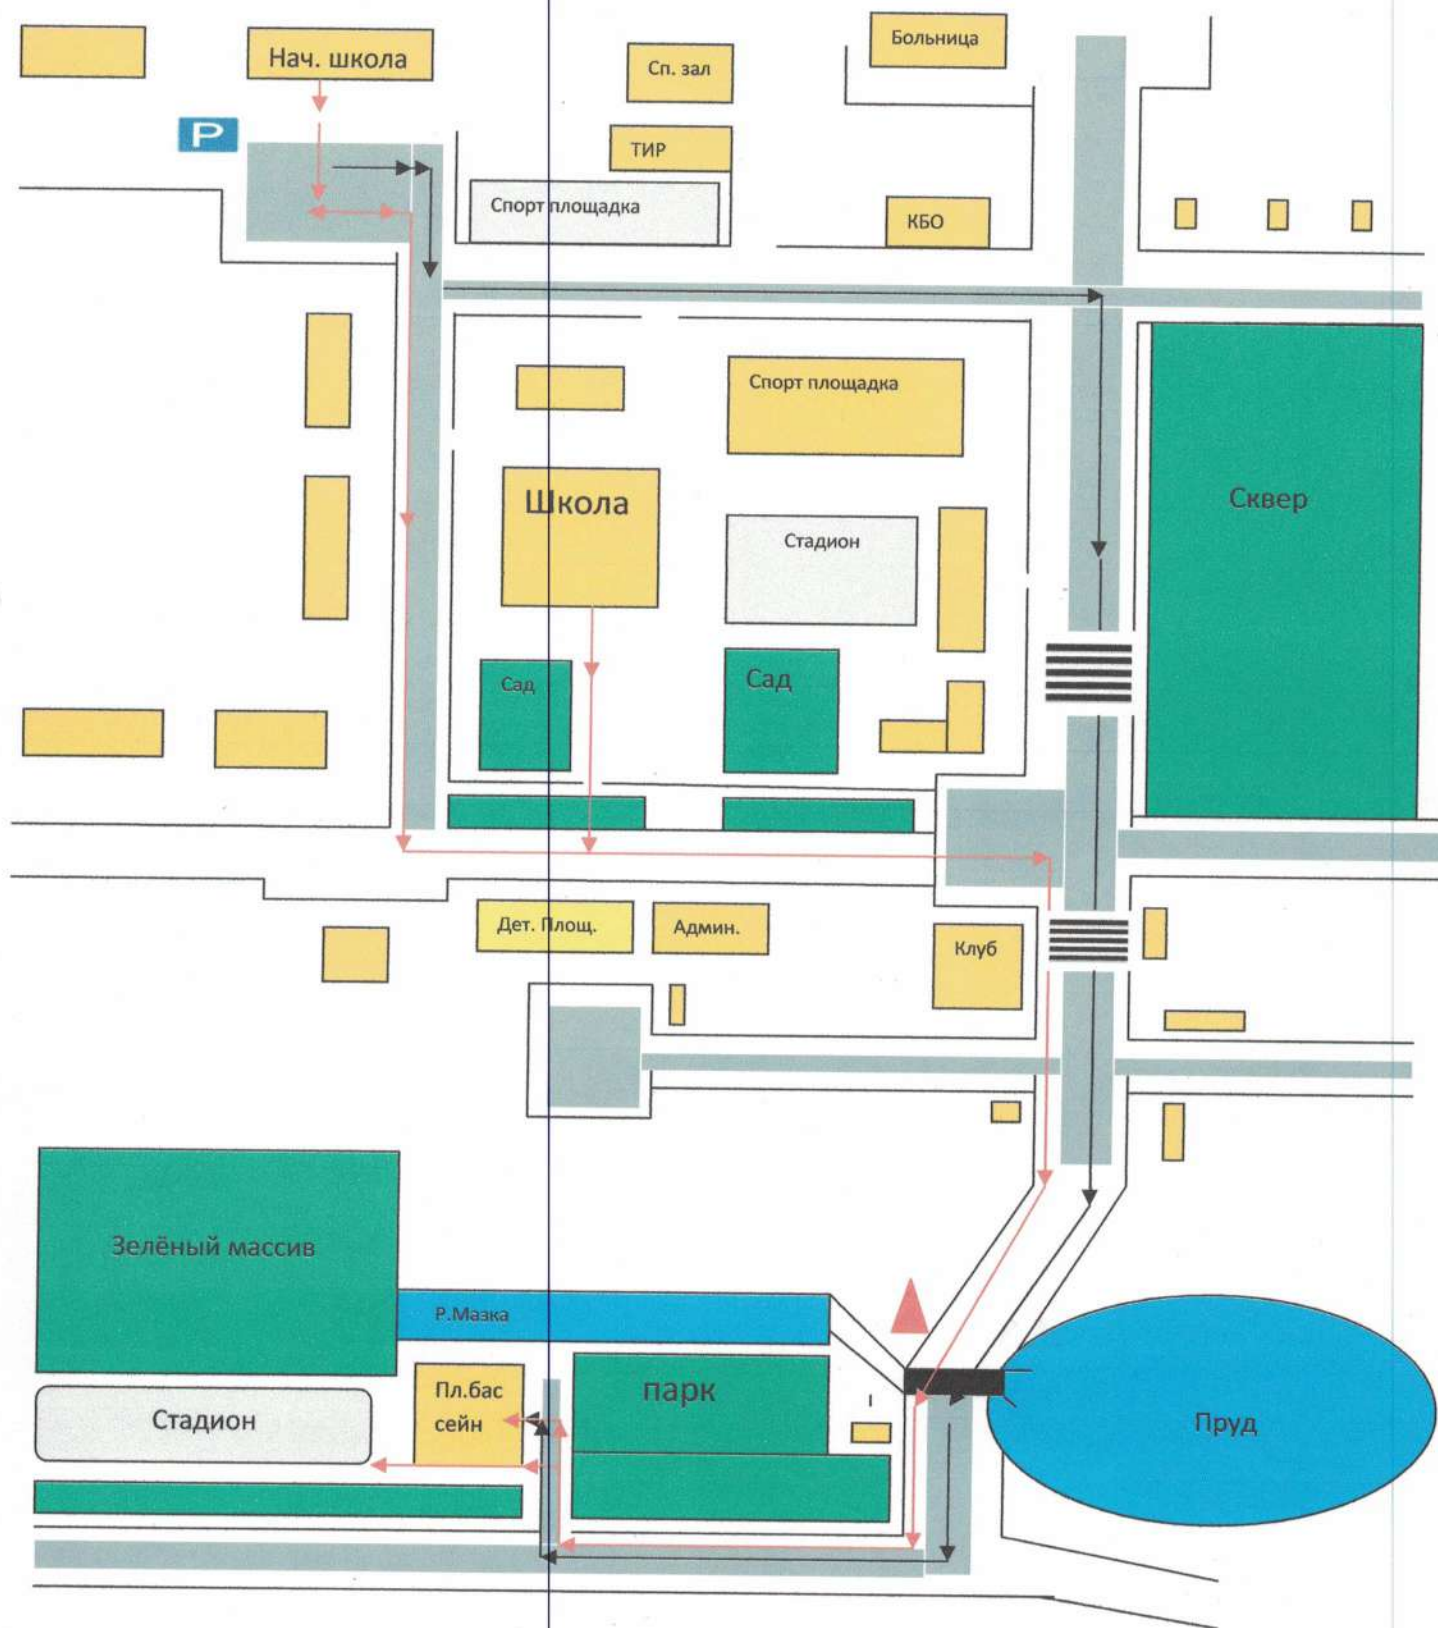 Больница
Нач. школа
Сп. зал
P
ТИР
Спорт площадка
КБО
Спорт площадка
Школа
Сквер
Стадион
Сад
Сад
Дет. Площ.
Админ.
Клуб
Зелёный массив
Р.Мазка
Пл.бас
сейн
парк
Стадион
Пруд